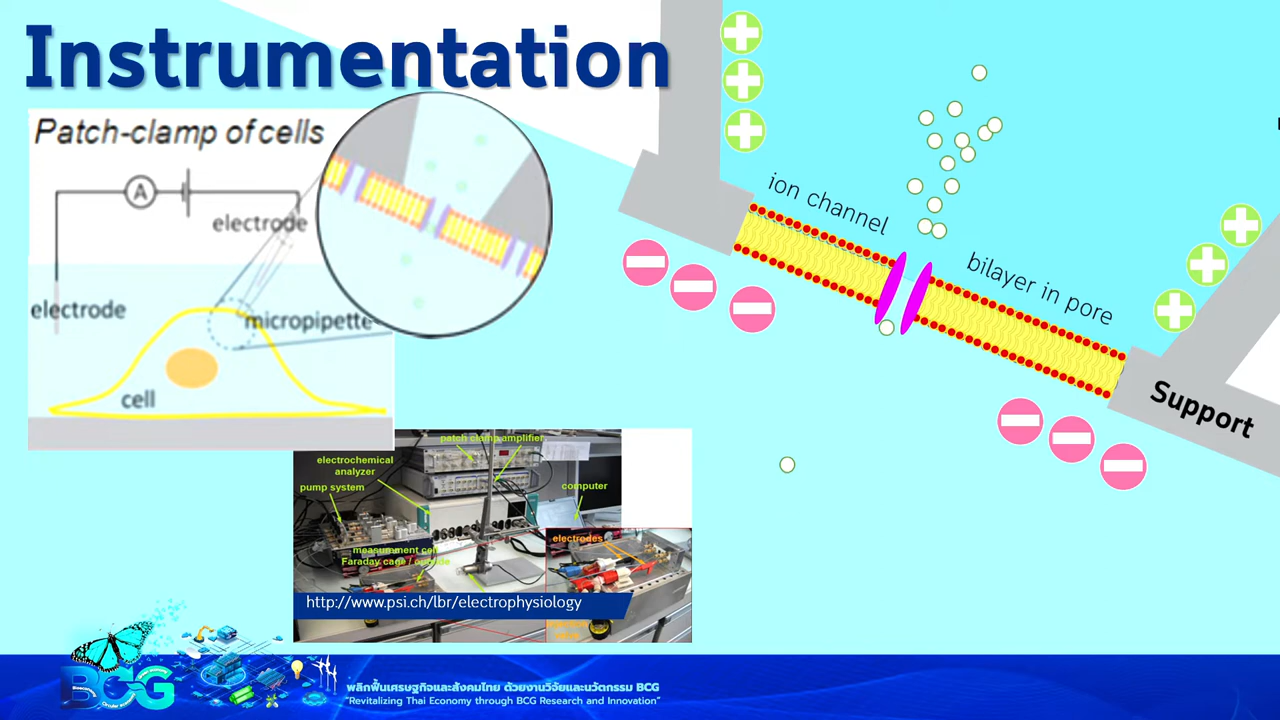 Instrumentation
Patch-clamp of cells
A
electrode
electrode
micropipette
cell
ion channel
bilayer in pore
Support
patch clamp amplifier
electrochemical
analyzer
pump system
computer
electrodes
measurment cell
Faraday cage / outside
http://www.psi.ch/lbr/electrophysiology
BCG
พลิกฟื้นเศรษฐกิจและสังคมไทย ด้วยงานวิจัยและนวัตกรรม BCG
"Revitalizing Thai Economy through BCG Research and Innovation"